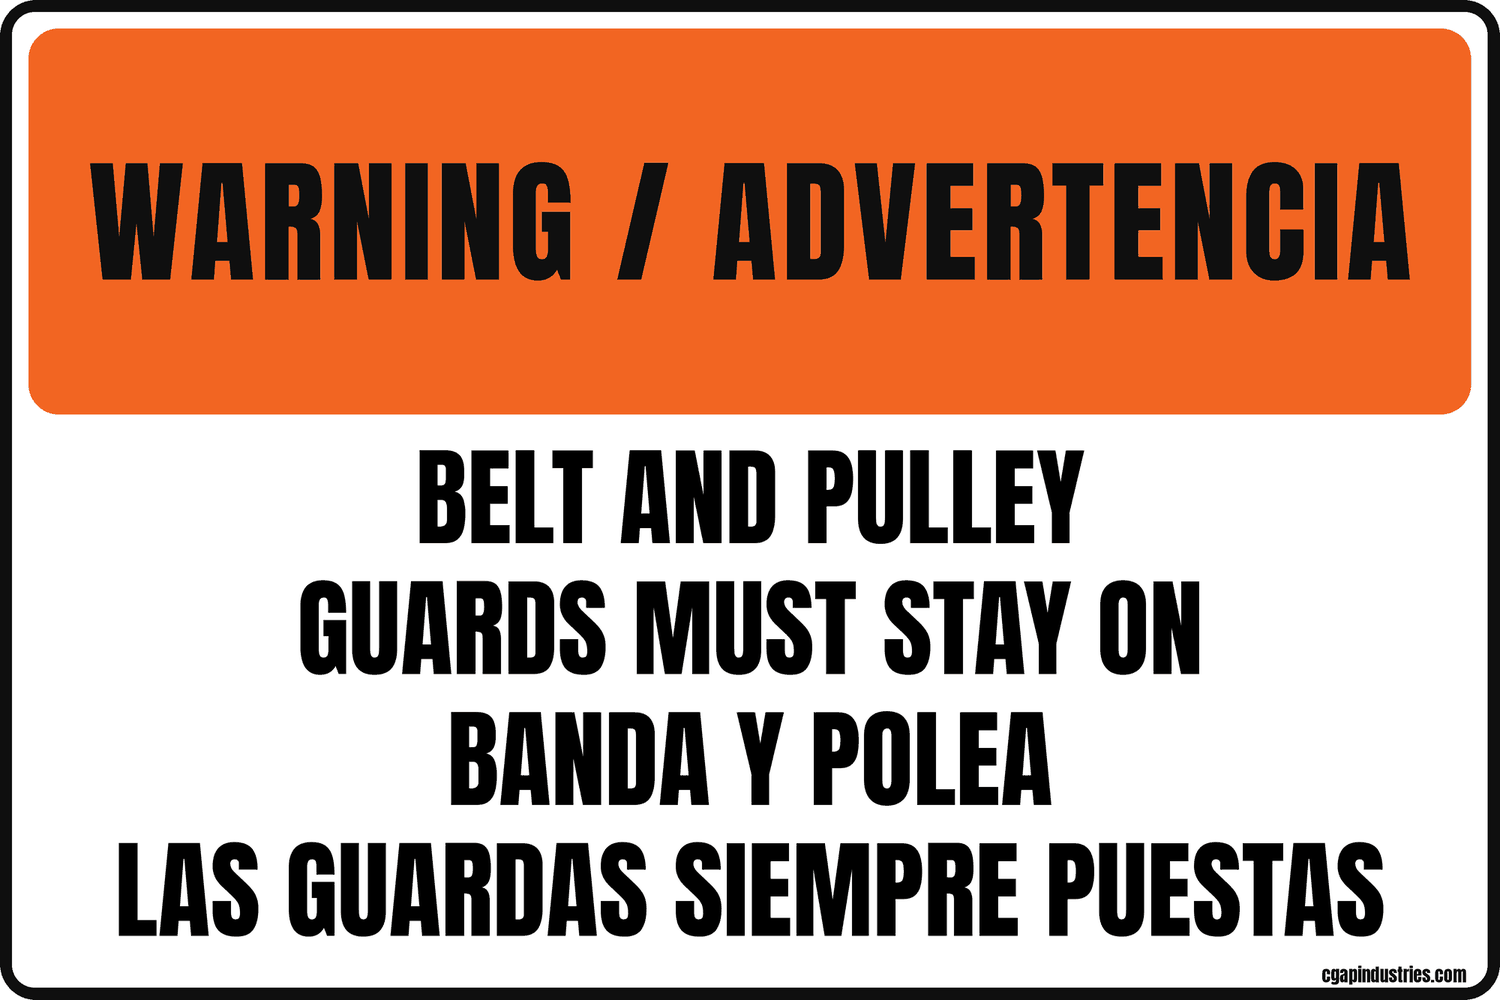 WARNING / ADVERTENCIA
BELT AND PULLEY
GUARDS MUST STAY ON
BANDA Y POLEA
LAS GUARDAS SIEMPRE PUESTAS
cgapindustries.com